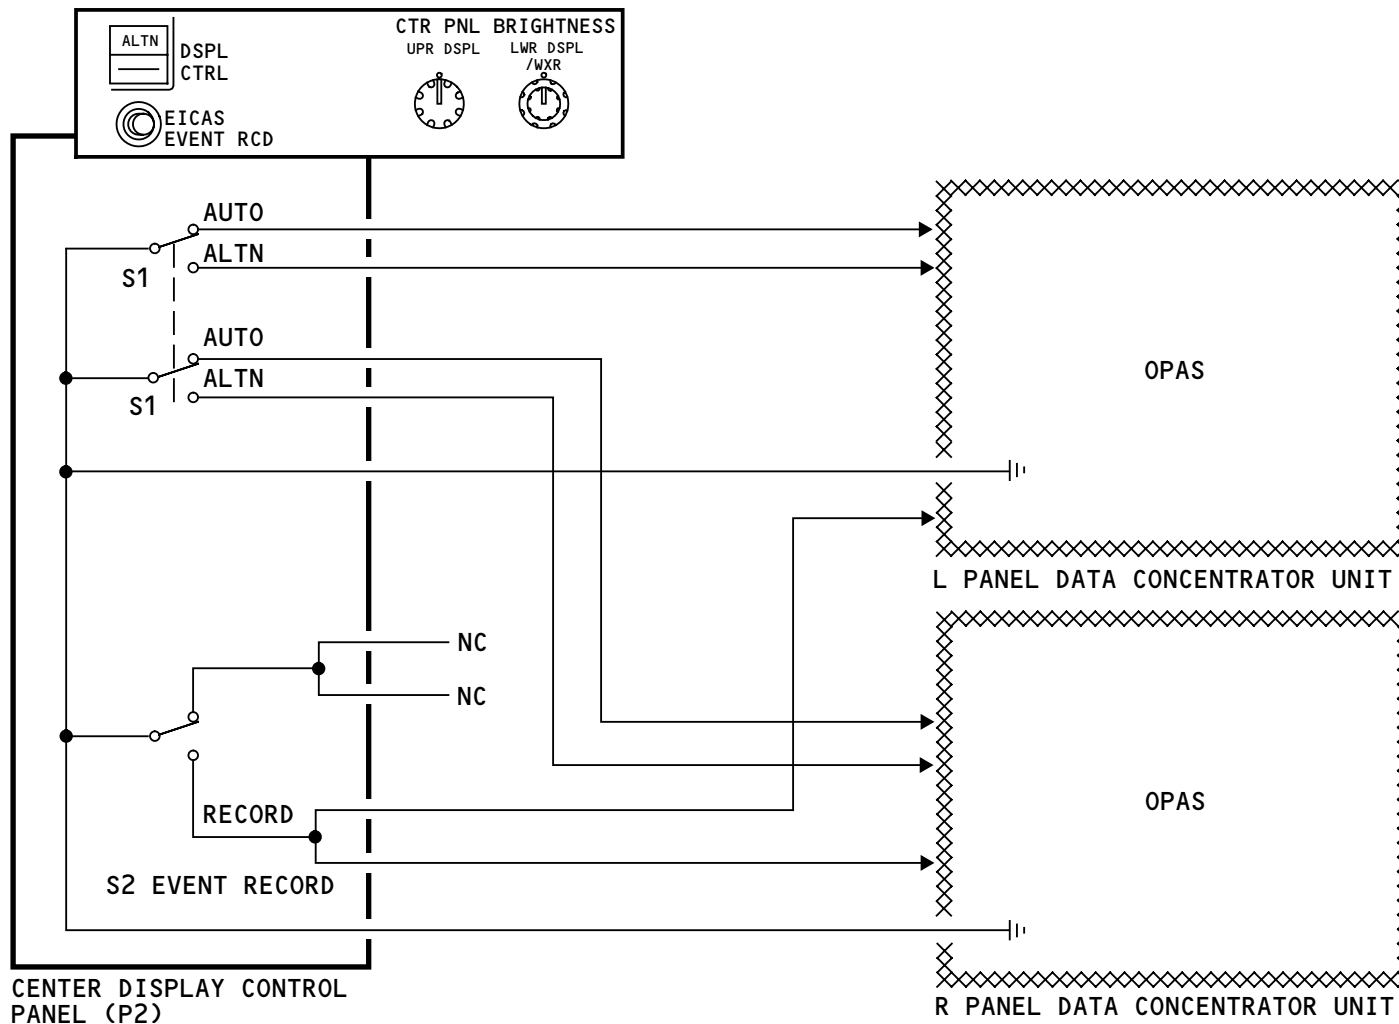 CTR PNL BRIGHTNESS
UPR DSPL
LWR DSPL
/WXR
ALTN
DSPL
CTRL
EICAS
EVENT RCD
AUTO
ALTN
S1
AUTO
ALTN
S1
OPAS
L PANEL DATA CONCENTRATOR UNIT
NC
NC
OPAS
RECORD
S2 EVENT RECORD
CENTER DISPLAY CONTROL
PANEL (P2)
R PANEL DATA CONCENTRATOR UNIT